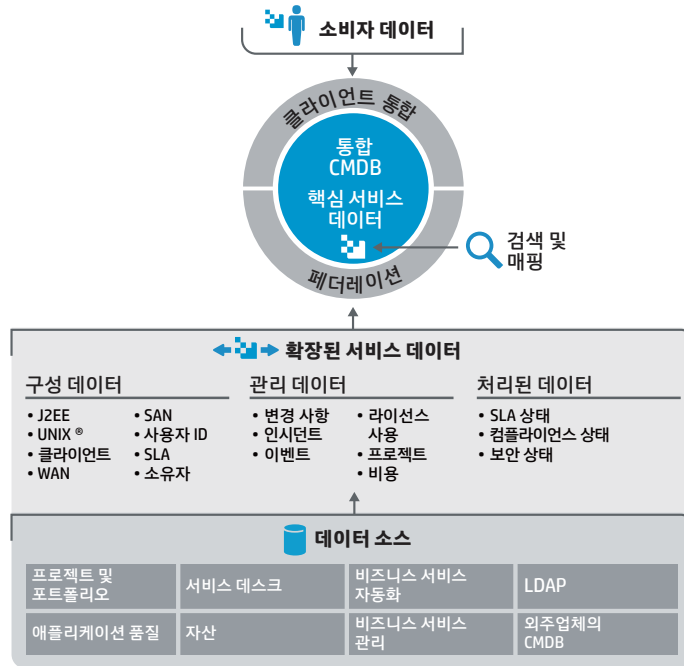 소비자 데이터
클라이언트 통합
통합
CMDB
핵심 서비스
데이터
페더레이션
검색 및
매핑
확장된 서비스 데이터
구성 데이터
• J2EE
• UNIX ®
• 클라이언트
• WAN
• SAN
• 사용자 ID
• SLA
• 소유자
관리 데이터
• 변경 사항
• 인시던트
• 이벤트
• 라이선스
사용
• 프로젝트
• 비용
처리된 데이터
• SLA 상태
• 컴플라이언스 상태
• 보안 상태
데이터 소스
프로젝트 및
포트폴리오
서비스 데스크
비즈니스 서비스
자동화
LDAP
애플리케이션 품질
자산
비즈니스 서비스
관리
외주업체의
CMDB